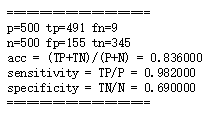 ==================
p=500 tp=491 fn=9
n=500 fp=155 tn=345
acc = (TP+TN)/(P+N) = 0.836000
sensitivity = TP/P = 0.982000
specificity = TN/N = 0.690000
==================